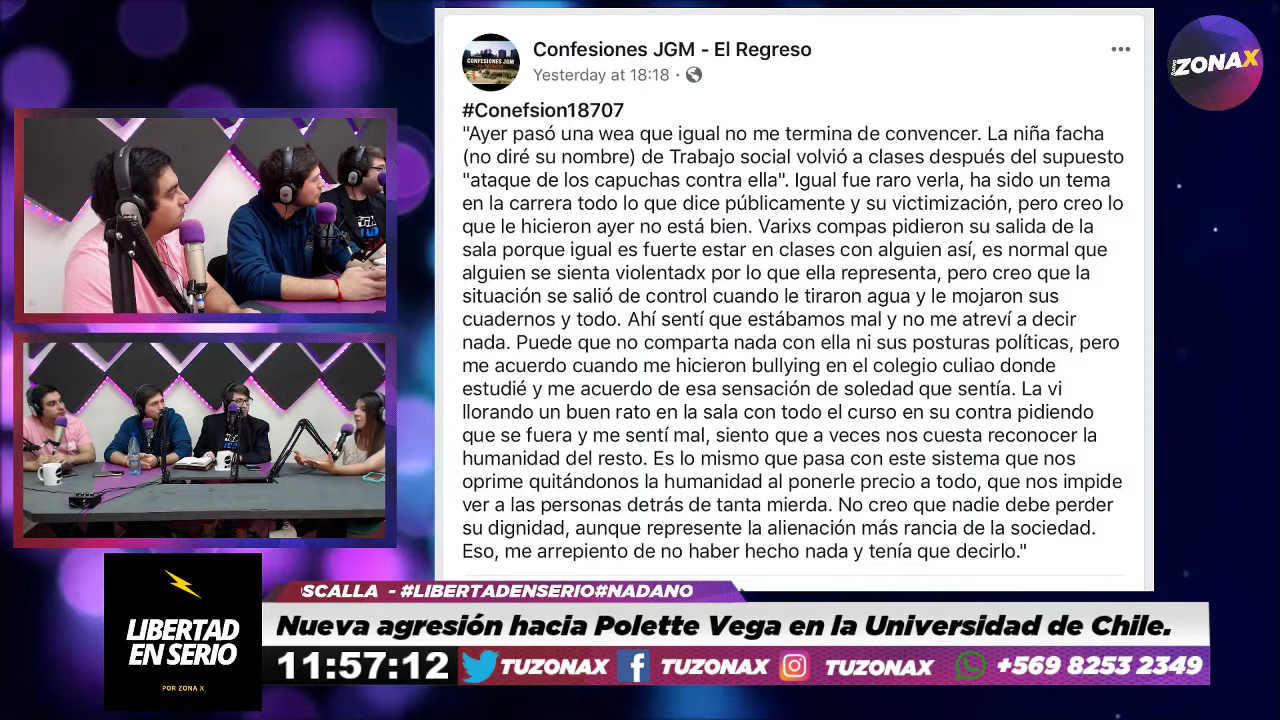 Confesiones JGM - El Regreso
Yesterday at 18:18 ·
CONFESIONES JGM
ZONAX
#Conefsion18707
"Ayer pasó una wea que igual no me termina de convencer. La niña facha
(no diré su nombre) de Trabajo social volvió a clases después del supuesto
"ataque de los capuchas contra ella". Igual fue raro verla, ha sido un tema
en la carrera todo lo que dice públicamente y su victimización, pero creo lo
que le hicieron ayer no está bien. Varixs compas pidieron su salida de la
sala porque igual es fuerte estar en clases con alguien así, es normal que
alguien se sienta violentadx por lo que ella representa, pero creo que la
situación se salió de control cuando le tiraron agua y le mojaron sus
cuadernos y todo. Ahí sentí que estábamos mal y no me atreví a decir
nada. Puede que no comparta nada con ella ni sus posturas políticas, pero
me acuerdo cuando me hicieron bullying en el colegio culiao donde
estudié y me acuerdo de esa sensación de soledad que sentía. La vi
llorando un buen rato en la sala con todo el curso en su contra pidiendo
que se fuera y me sentí mal, siento que a veces nos cuesta reconocer la
humanidad del resto. Es lo mismo que pasa con este sistema que nos
oprime quitándonos la humanidad al ponerle precio a todo, que nos impide
ver a las personas detrás de tanta mierda. No creo que nadie debe perder
su dignidad, aunque represente la alienación más rancia de la sociedad.
Eso, me arrepiento de no haber hecho nada y tenía que decirlo."
LIBERTAD
EN SERIO
POR ZONA X
SCALLA - #LIBERTADENSERIO#NADANO
Nueva agresión hacia Polette Vega en la Universidad de Chile.
11:57:12 TUZONAX TUZONAX TUZONAX +569 8253 2349